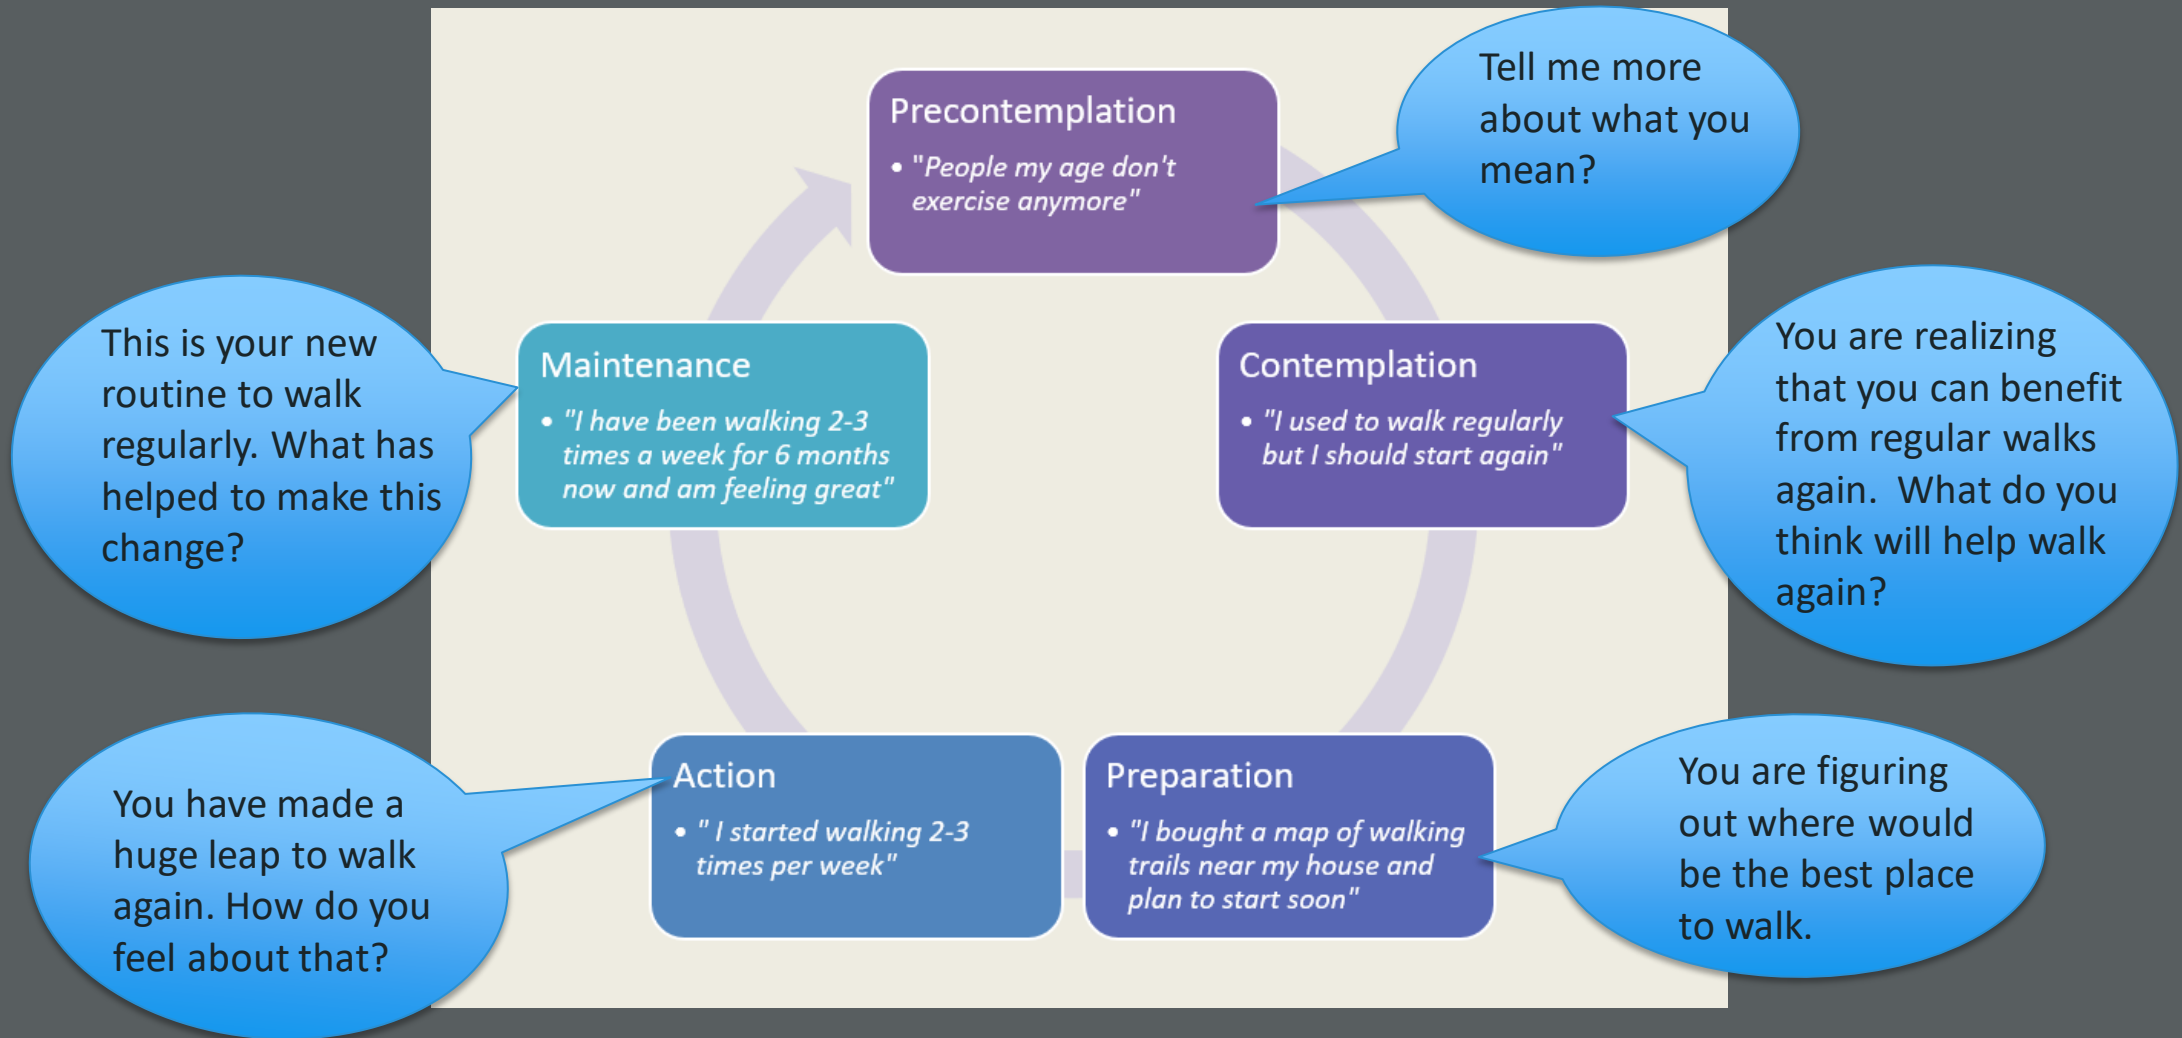 Precontemplation
• "People my age don't
exercise anymore"
Tell me more
about what you
mean?
Contemplation
• "I used to walk regularly
but I should start again"
You are realizing
that you can benefit
from regular walks
again.  What do you
think will help walk
again?
Preparation
• "I bought a map of walking
trails near my house and
plan to start soon"
You are figuring
out where would
be the best place
to walk.
Action
• " I started walking 2-3
times per week"
You have made a
huge leap to walk
again. How do you
feel about that?
Maintenance
• "I have been walking 2-3
times a week for 6 months
now and am feeling great"
This is your new
routine to walk
regularly. What has
helped to make this
change?